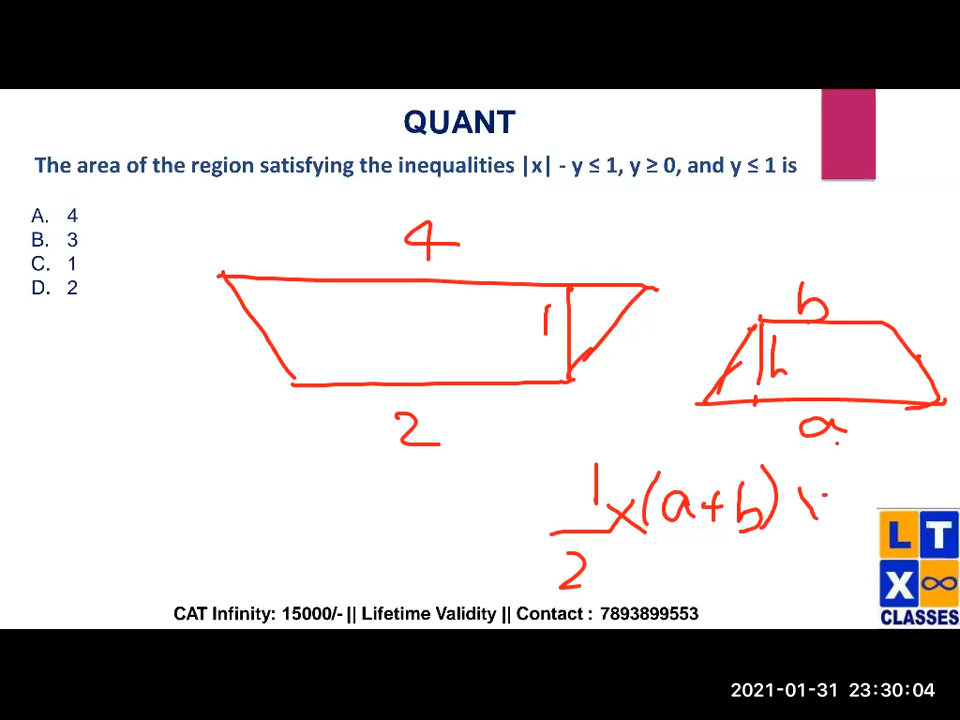 QUANT
The area of the region satisfying the inequalities |x| - y ≤ 1, y ≥ 0, and y ≤ 1 is
A. 4
B. 3
C. 1
D. 2
4
1
2
b
h
a
1/2 x (a+b)
L T
X ∞
CLASSES
CAT Infinity: 15000/- || Lifetime Validity || Contact : 7893899553
2021-01-31 23:30:04